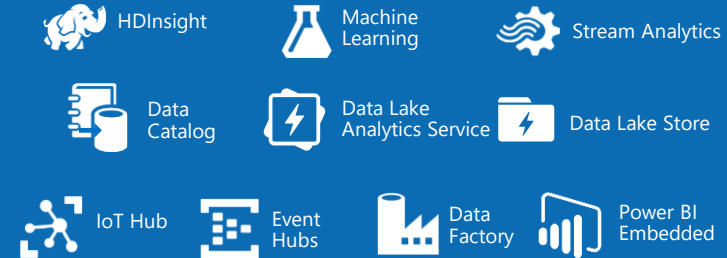 HDInsight
Machine
Learning
Stream Analytics
Data
Catalog
Data Lake
Analytics Service
Data Lake Store
IoT Hub
Event
Hubs
Data
Factory
Power BI
Embedded